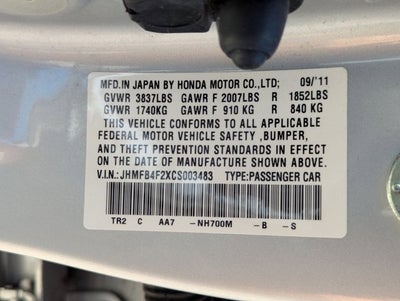 MFD.IN JAPAN BY HONDA MOTOR CO.,LTD; 09/'11
GVWR 3837LBS GAWR F 2007LBS R 1852LBS
GVWR 1740KG GAWR F 910 KG R 840 KG
THIS VEHICLE CONFORMS TO ALL APPLICABLE
FEDERAL MOTOR VEHICLE SAFETY ,BUMPER,
AND THEFT PREVENTION STANDARDS IN EFFECT
ON THE DATE OF MANUFACTURE SHOWN ABOVE
V.I.N.: JHMFB4F2XCS003483 TYPE:PASSENGER CAR
TR2 C AA7 -NH700M -B -S